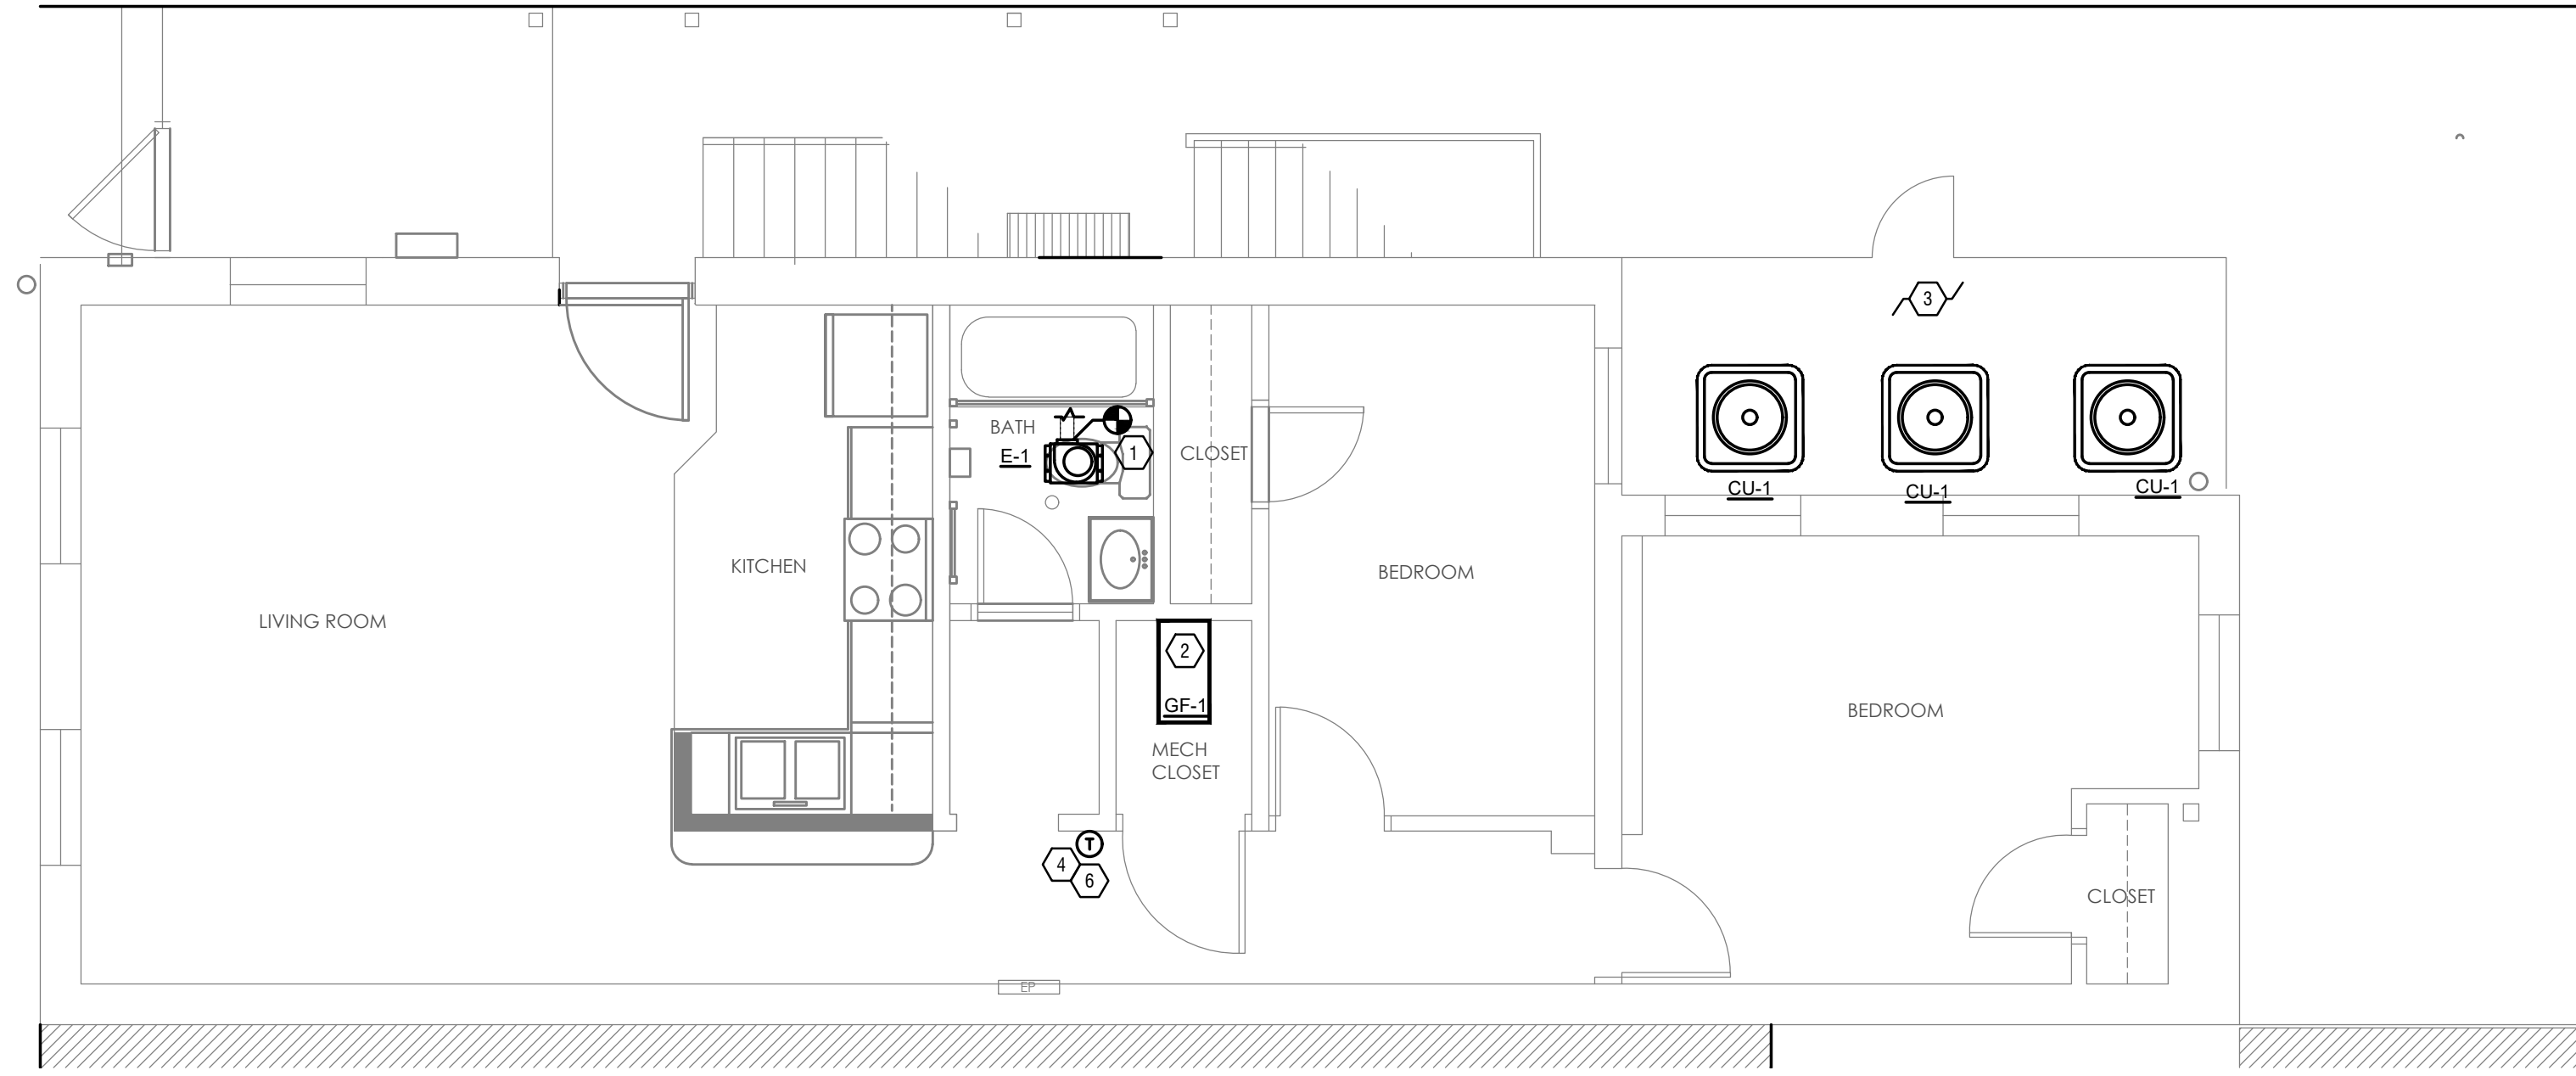 3
BATH
E-1
1
CLOSET
CU-1
CU-1
CU-1
KITCHEN
BEDROOM
LIVING ROOM
2
GF-1
BEDROOM
MECH
CLOSET
T
4
6
CLOSET
EP